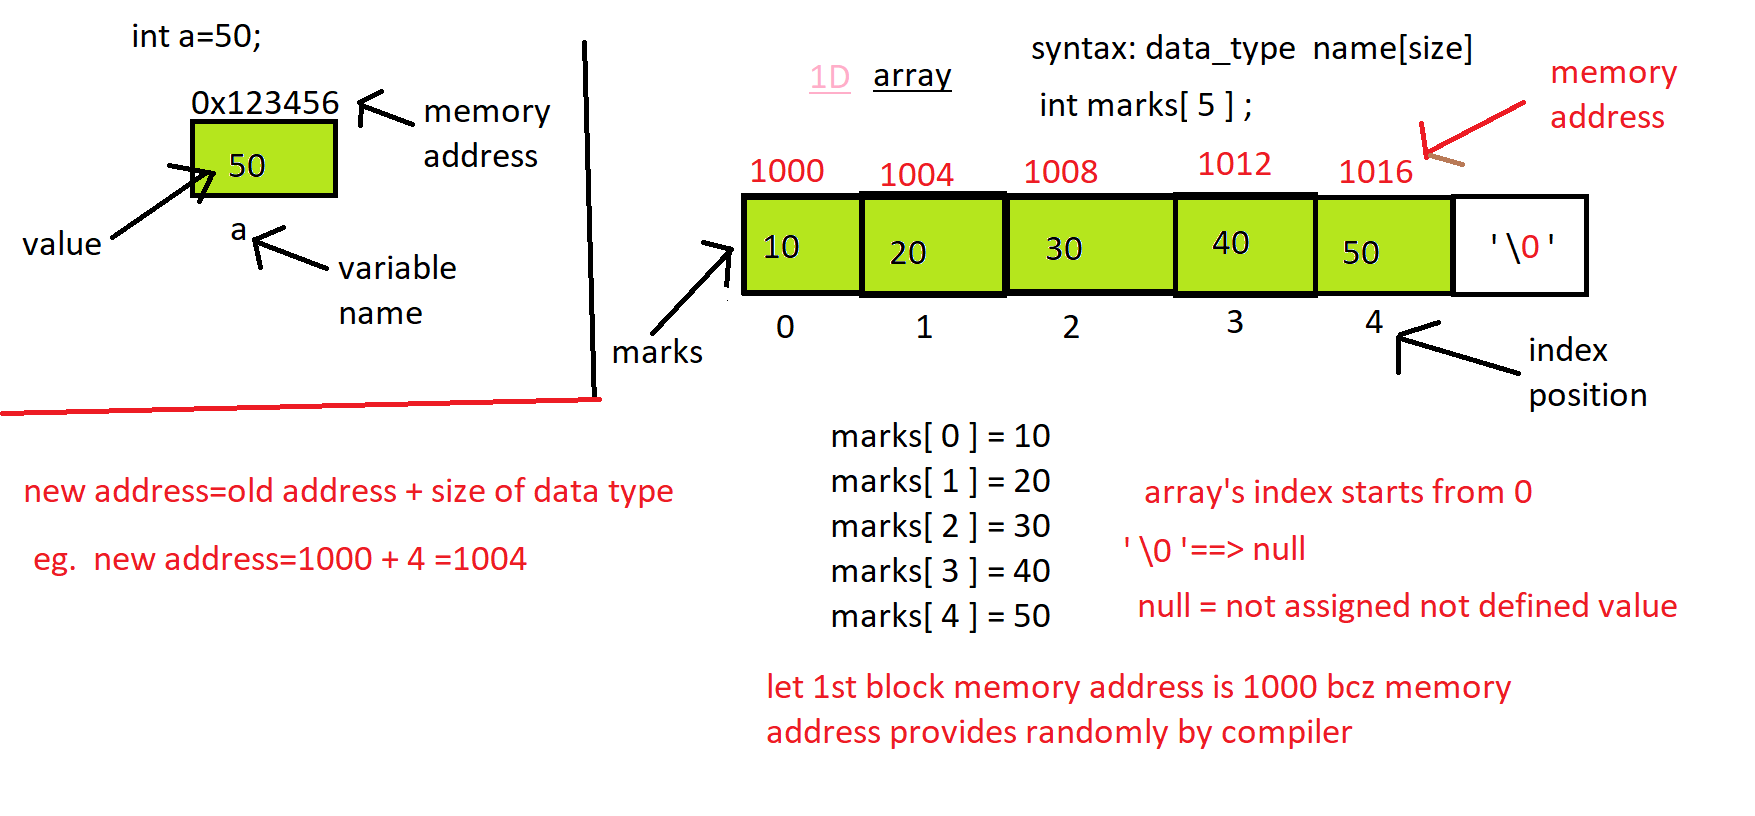 int a=50;
0x123456
memory
address
50
value
a
variable
name
1D array
syntax: data_type name[size]
int marks[ 5 ] ;
memory
address
1000 1004 1008 1012 1016
10 20 30 40 50 ' \0 '
marks
0 1 2 3 4
index
position
new address=old address + size of data type
eg. new address=1000 + 4 =1004
marks[ 0 ] = 10
marks[ 1 ] = 20
marks[ 2 ] = 30
marks[ 3 ] = 40
marks[ 4 ] = 50
array's index starts from 0
' \0 '==> null
null = not assigned not defined value
let 1st block memory address is 1000 bcz memory
address provides randomly by compiler